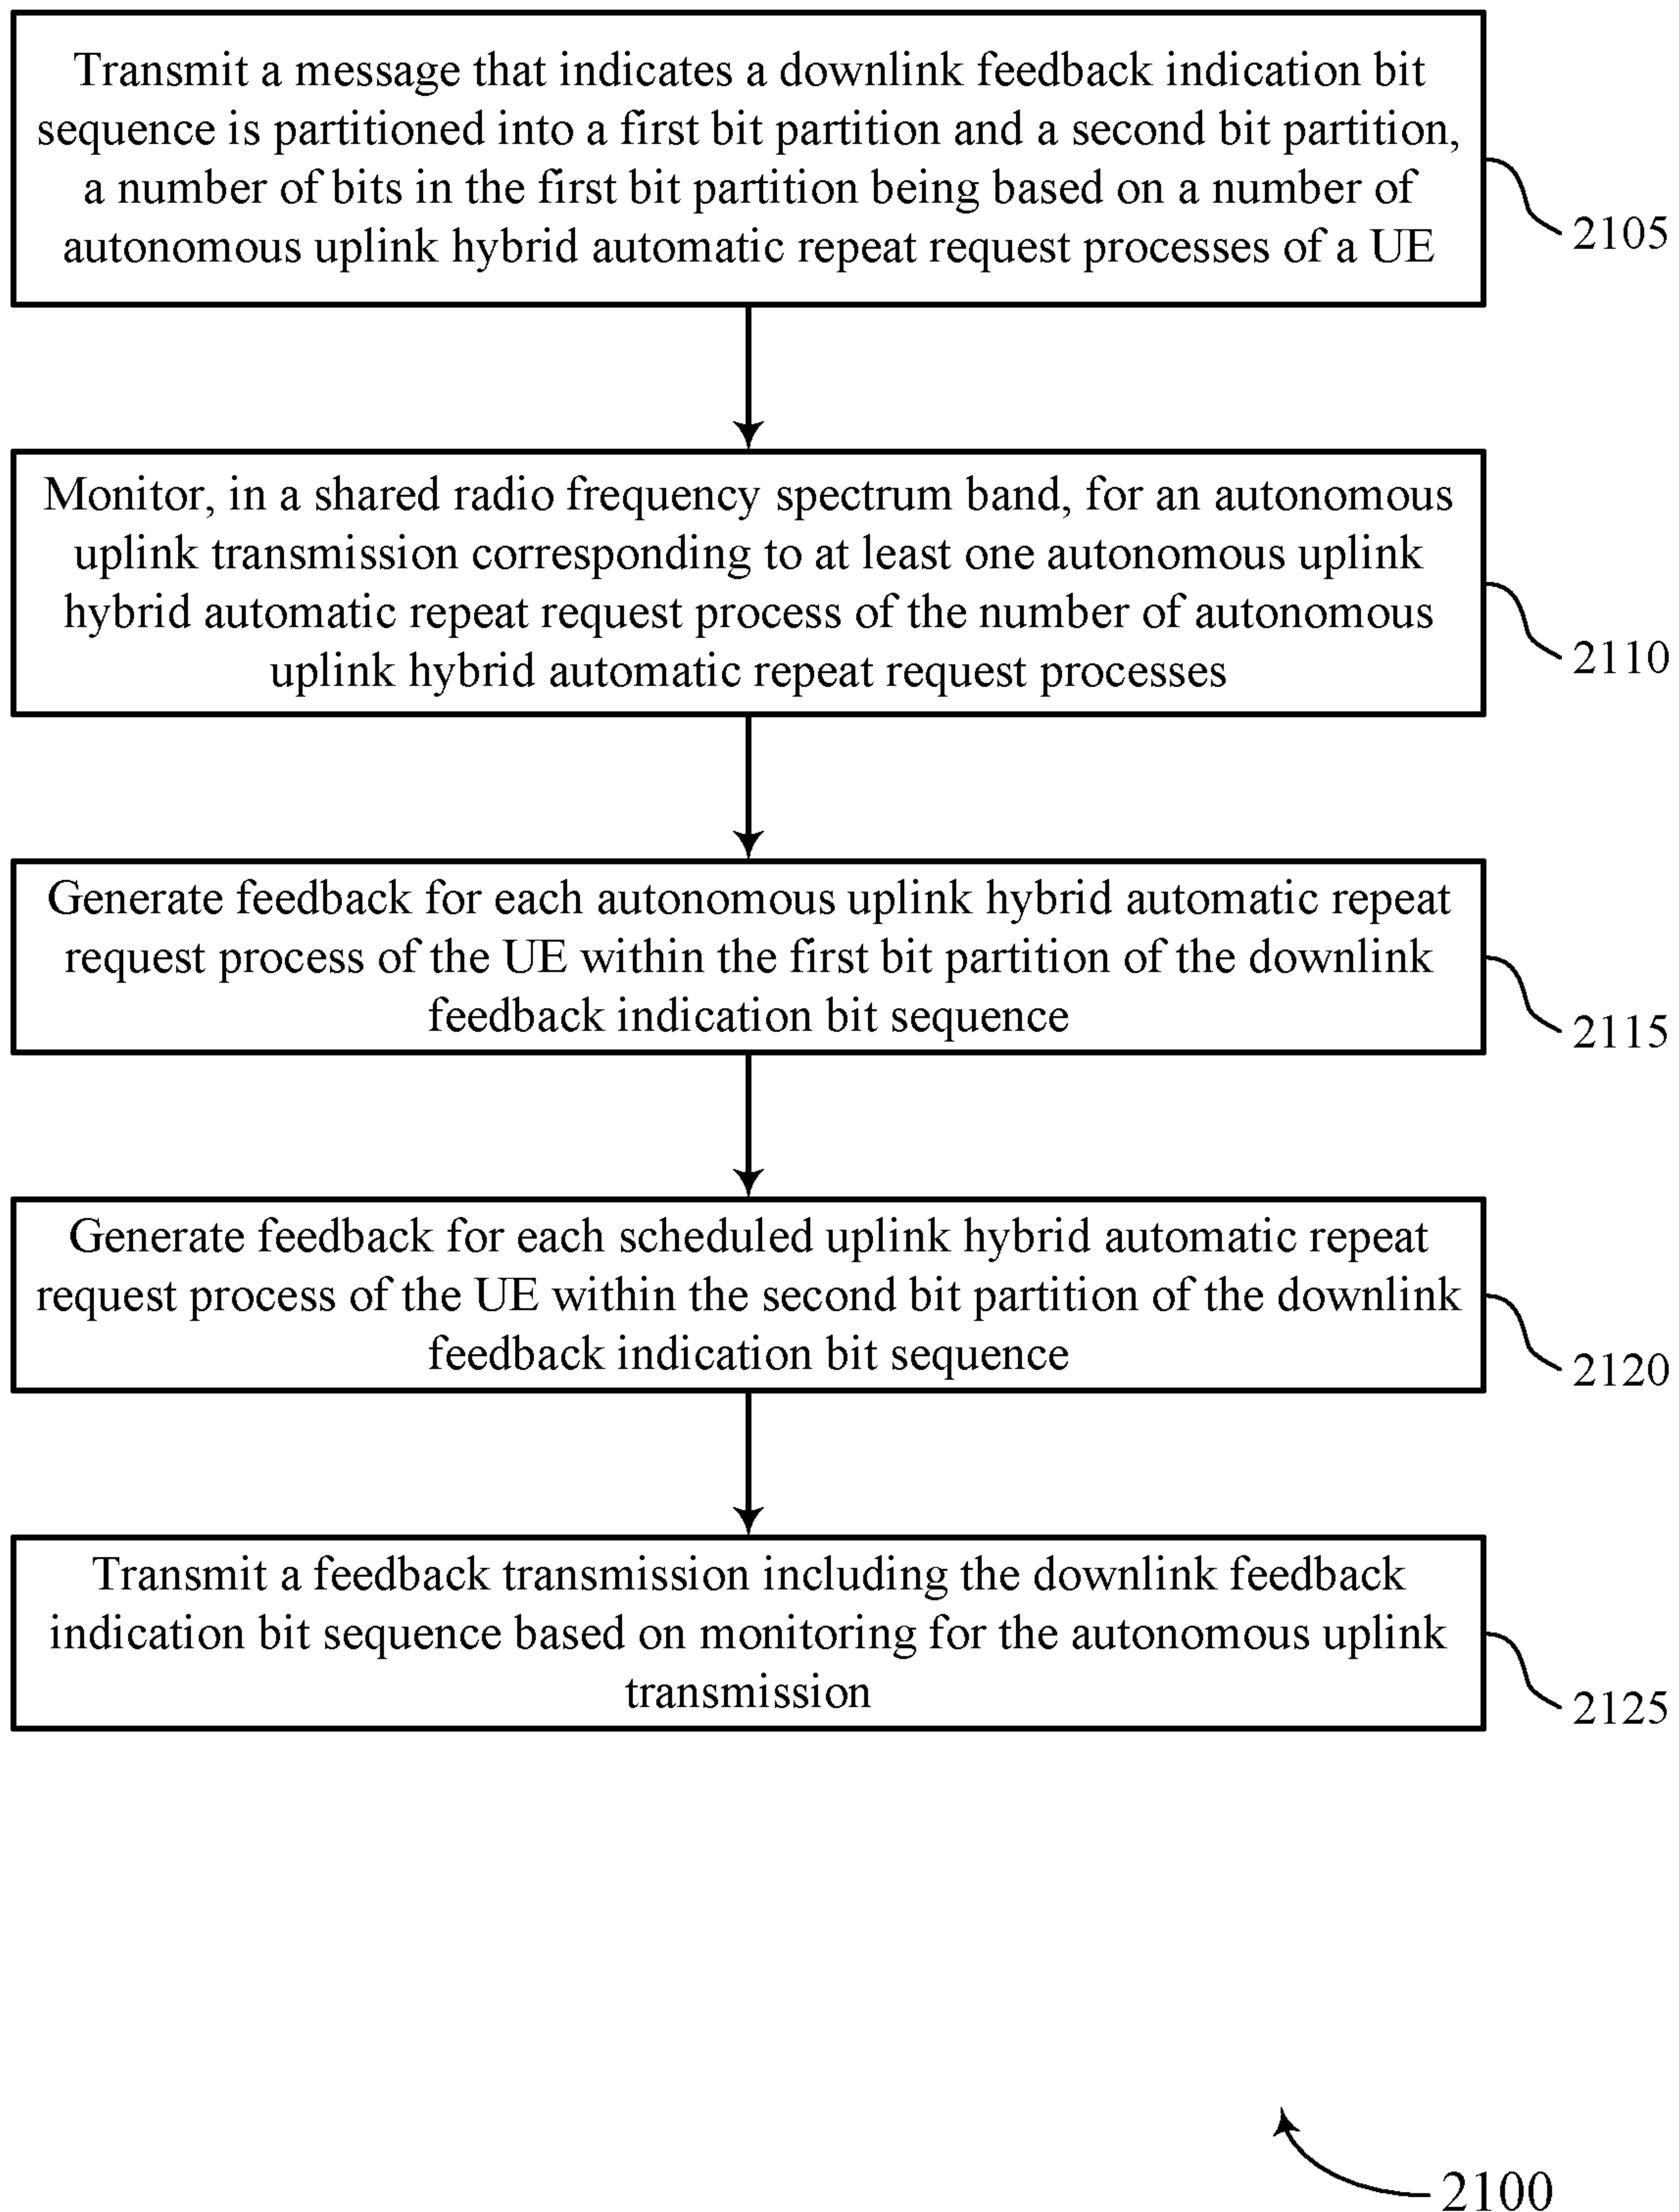 Transmit a message that indicates a downlink feedback indication bit
sequence is partitioned into a first bit partition and a second bit partition,
a number of bits in the first bit partition being based on a number of
autonomous uplink hybrid automatic repeat request processes of a UE
2105
Monitor, in a shared radio frequency spectrum band, for an autonomous
uplink transmission corresponding to at least one autonomous uplink
hybrid automatic repeat request process of the number of autonomous
uplink hybrid automatic repeat request processes
2110
Generate feedback for each autonomous uplink hybrid automatic repeat
request process of the UE within the first bit partition of the downlink
feedback indication bit sequence
2115
Generate feedback for each scheduled uplink hybrid automatic repeat
request process of the UE within the second bit partition of the downlink
feedback indication bit sequence
2120
Transmit a feedback transmission including the downlink feedback
indication bit sequence based on monitoring for the autonomous uplink
transmission
2125
2100